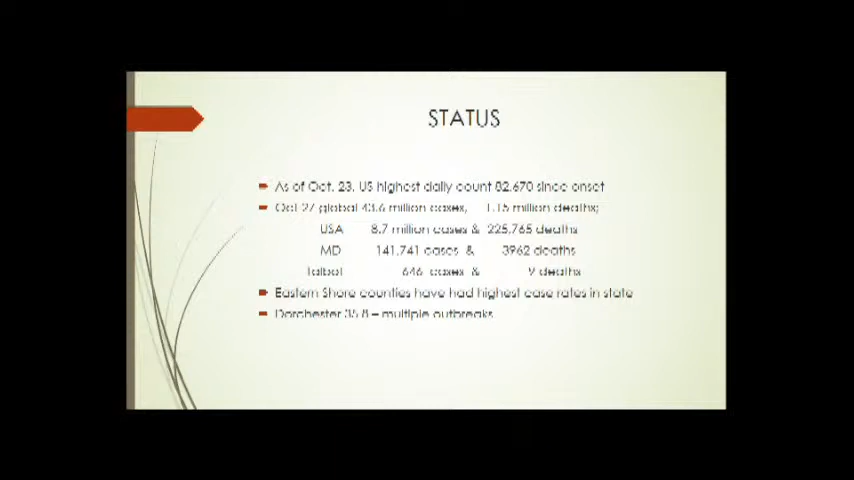 STATUS
As of Oct. 23, US highest daily count 82,670 since onset
Oct 27 global 43.6 million cases, 1.15 million deaths;
USA 8.7 million cases & 225,765 deaths
MD 141,741 cases & 3962 deaths
Talbot 646 cases & 9 deaths
Eastern Shore counties have had highest case rates in state
Dorchester 35.8 – multiple outbreaks